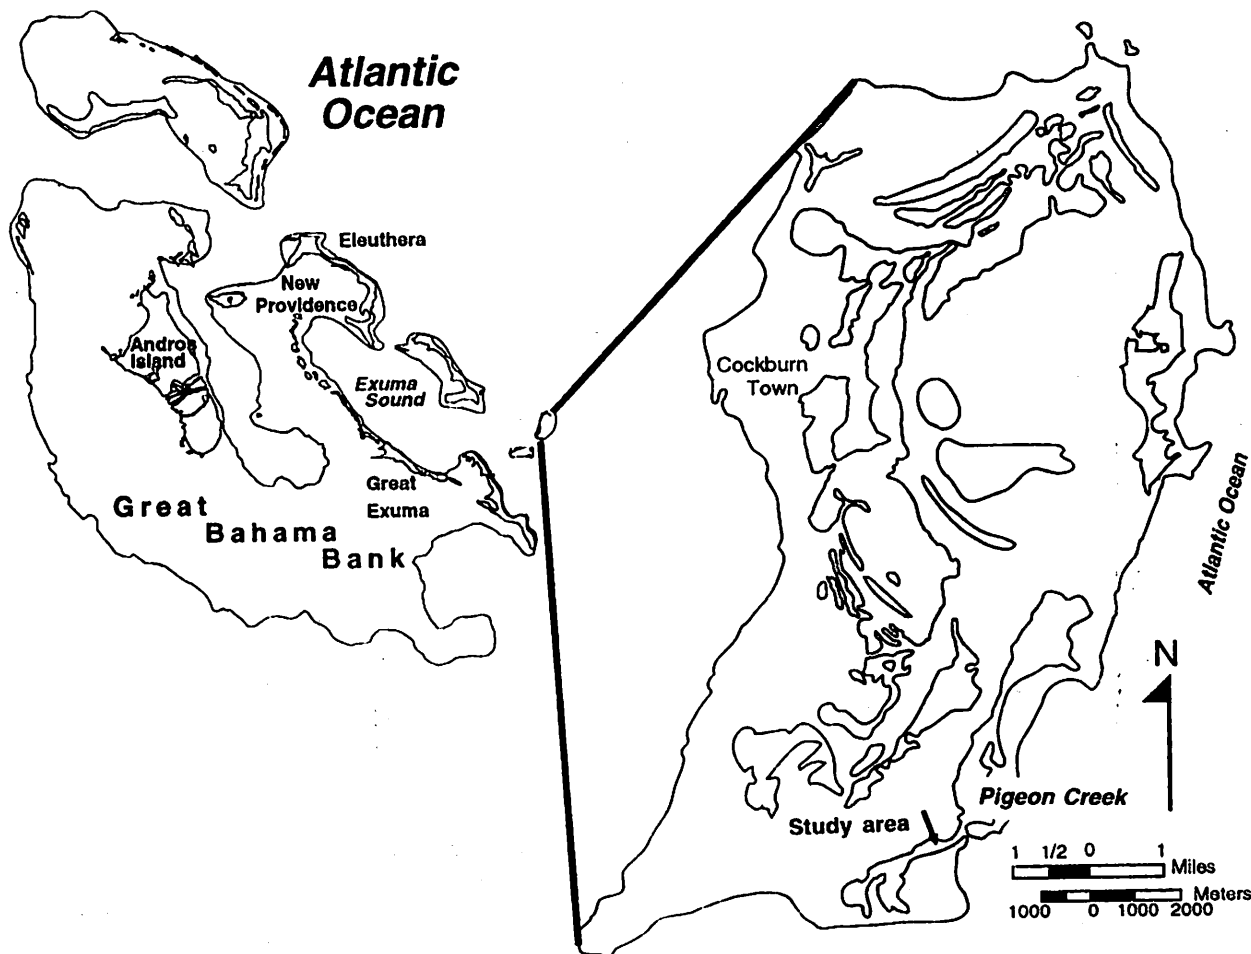 Atlantic
Ocean
Eleuthera
New
Providence
Andros
Island
Exuma
Sound
Great
Exuma
Great
Bahama
Bank
Cockburn
Town
Atlantic Ocean
N
Pigeon Creek
Study area
1 1/2 0 1
Miles
Meters
1000 0 1000 2000